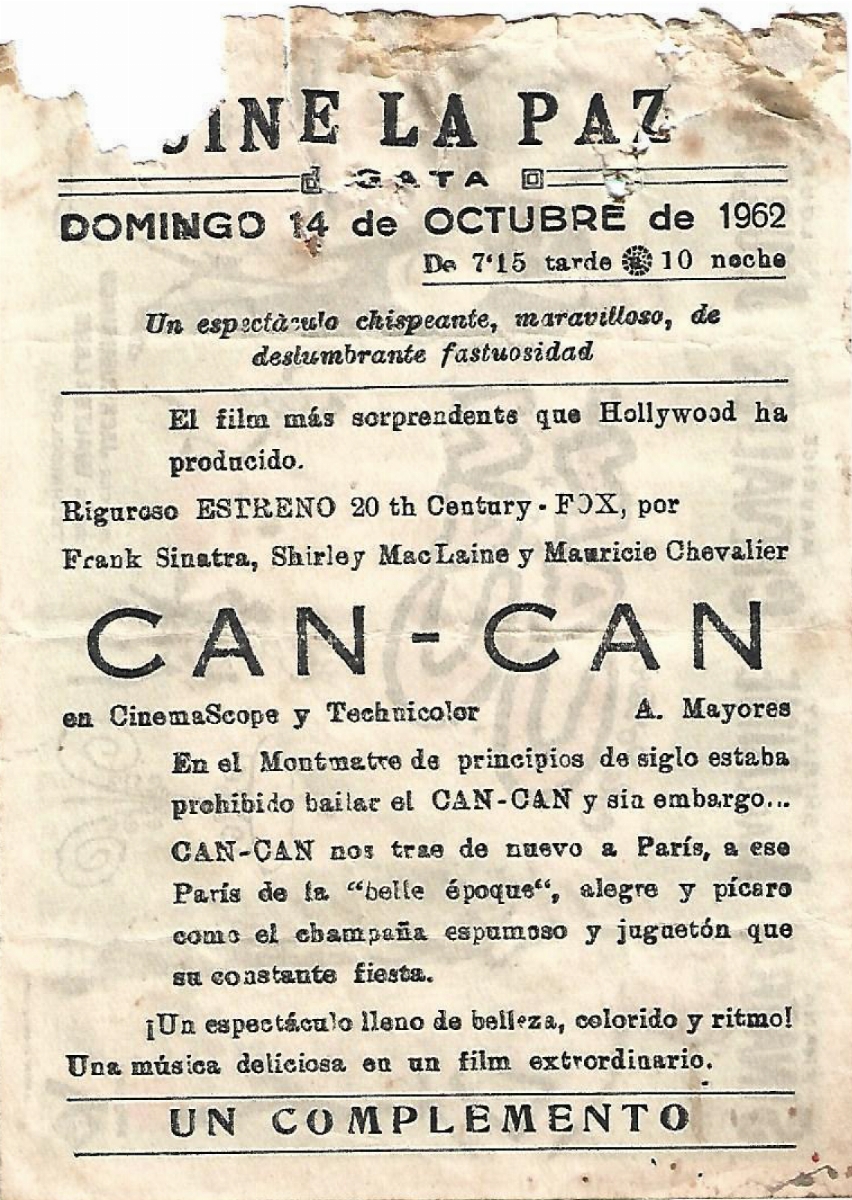 CINE LA PAZ
GATA
DOMINGO 14 de OCTUBRE de 1962
De 7'15 tarde 10 noche
Un espectáculo chispeante, maravilloso, de
deslumbrante fastuosidad
El film más sorprendente que Hollywood ha
producido.
Riguroso ESTRENO 20 th Century - FOX, por
Frank Sinatra, Shirley MacLaine y Mauricie Chevalier
CAN-CAN
en CinemaScope y Technicolor A. Mayores
En el Montmatre de principios de siglo estaba
prohibido bailar el CAN-CAN y sin embargo...
CAN-CAN nos trae de nuevo a París, a ese
París de la “belle époque“, alegre y pícaro
como el champaña espumoso y juguetón que
su constante fiesta.
¡Un espectáculo lleno de belleza, colorido y ritmo!
Una música deliciosa en un film extrordinario.
UN COMPLEMENTO